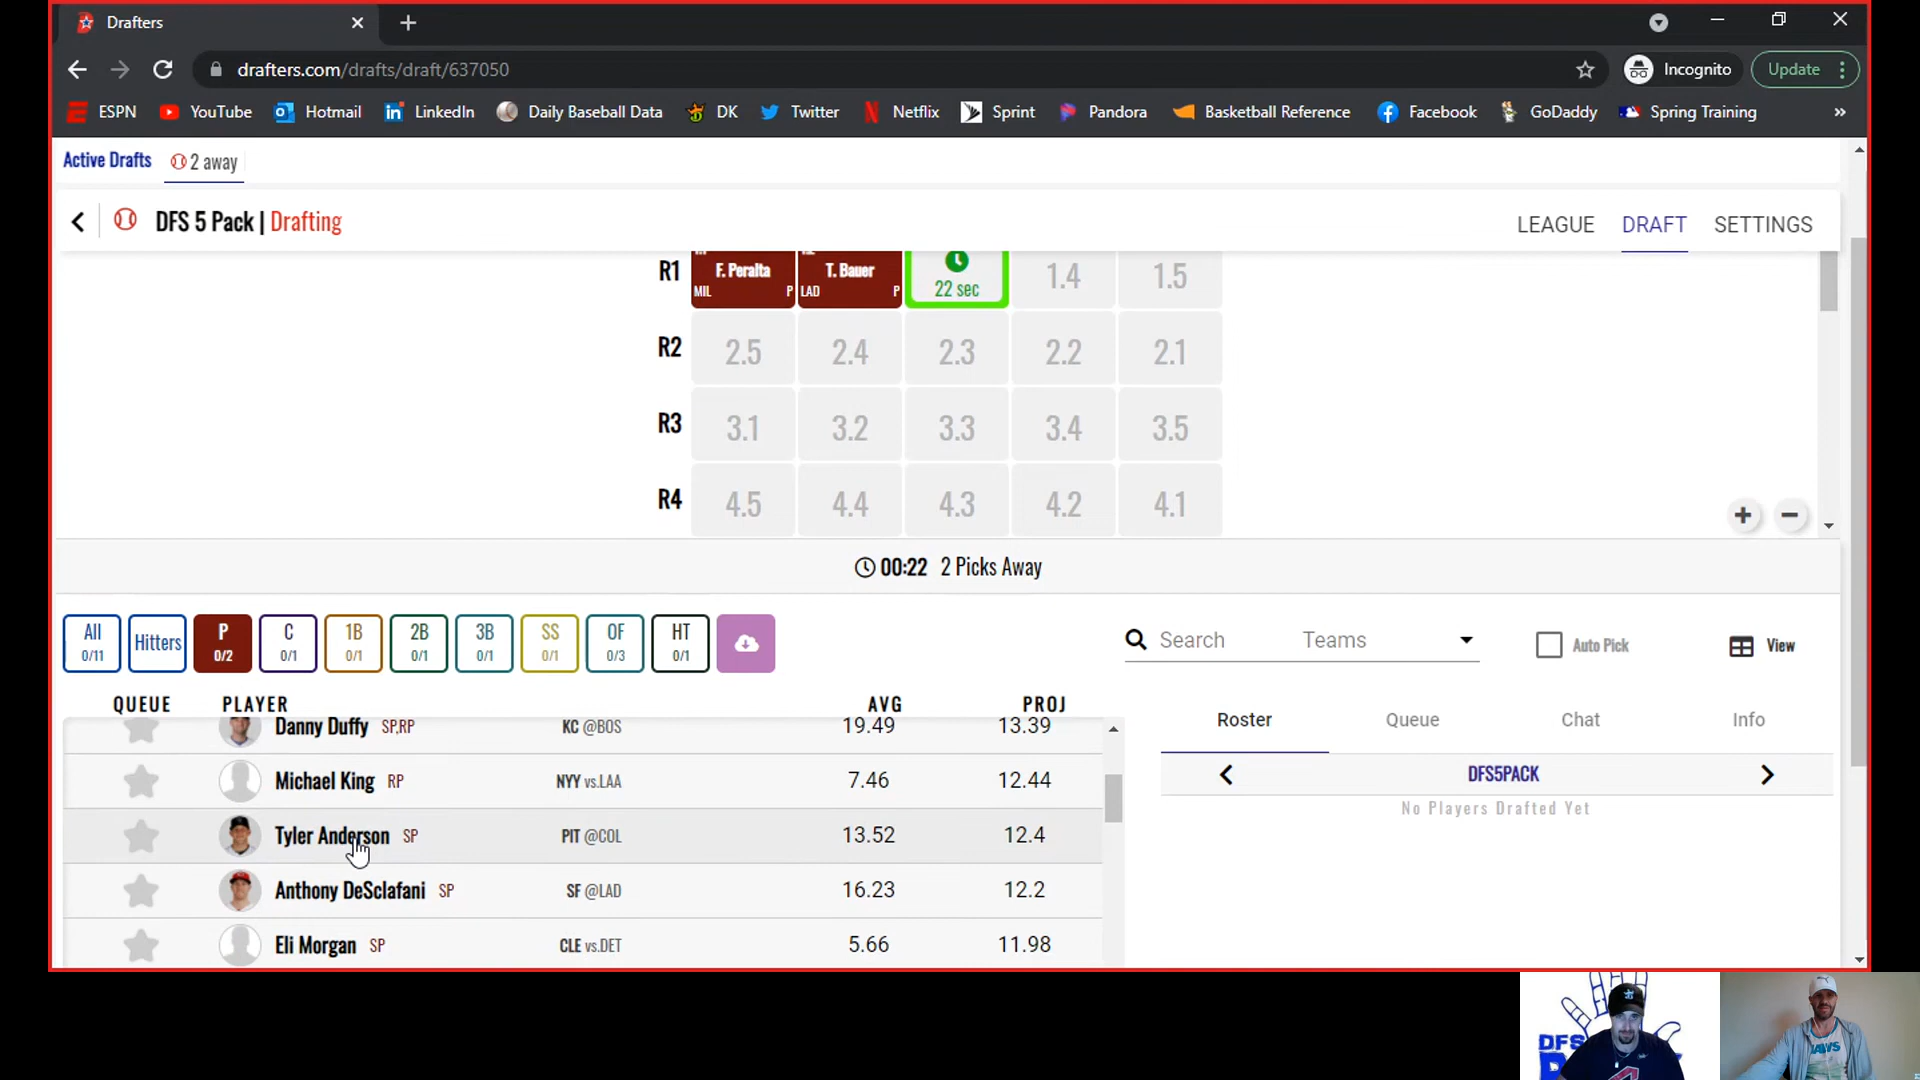 Drafters
drafters.com/drafts/draft/637050
Incognito
Update
ESPN YouTube Hotmail LinkedIn Daily Baseball Data DK Twitter Netflix Sprint Pandora Basketball Reference Facebook GoDaddy Spring Training »
Active Drafts 2 away
DFS 5 Pack | Drafting
LEAGUE DRAFT SETTINGS
R1 F. Peralta MIL P T. Bauer LAD P 22 sec 1.4 1.5
R2 2.5 2.4 2.3 2.2 2.1
R3 3.1 3.2 3.3 3.4 3.5
R4 4.5 4.4 4.3 4.2 4.1
00:22 2 Picks Away
All 0/11 Hitters P 0/2 C 0/1 1B 0/1 2B 0/1 3B 0/1 SS 0/1 OF 0/3 HT 0/1
Search Teams Auto Pick View
QUEUE PLAYER AVG PROJ
Danny Duffy SP,RP KC @BOS 19.49 13.39
Michael King RP NYY vs.LAA 7.46 12.44
Tyler Anderson SP PIT @COL 13.52 12.4
Anthony DeSclafani SP SF @LAD 16.23 12.2
Eli Morgan SP CLE vs.DET 5.66 11.98
Roster Queue Chat Info
DFS5PACK
No Players Drafted Yet
DFS